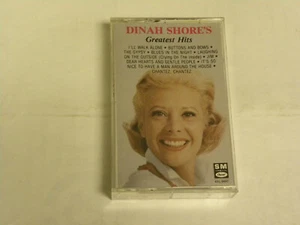 DINAH SHORE'S
Greatest Hits
I'LL WALK ALONE • BUTTONS AND BOWS •
THE GYPSY • BLUES IN THE NIGHT • LAUGHING
ON THE OUTSIDE (Crying On The Inside) • JIM •
DEAR HEARTS AND GENTLE PEOPLE • IT'S SO
NICE TO HAVE A MAN AROUND THE HOUSE •
CHANTEZ, CHANTEZ
SM